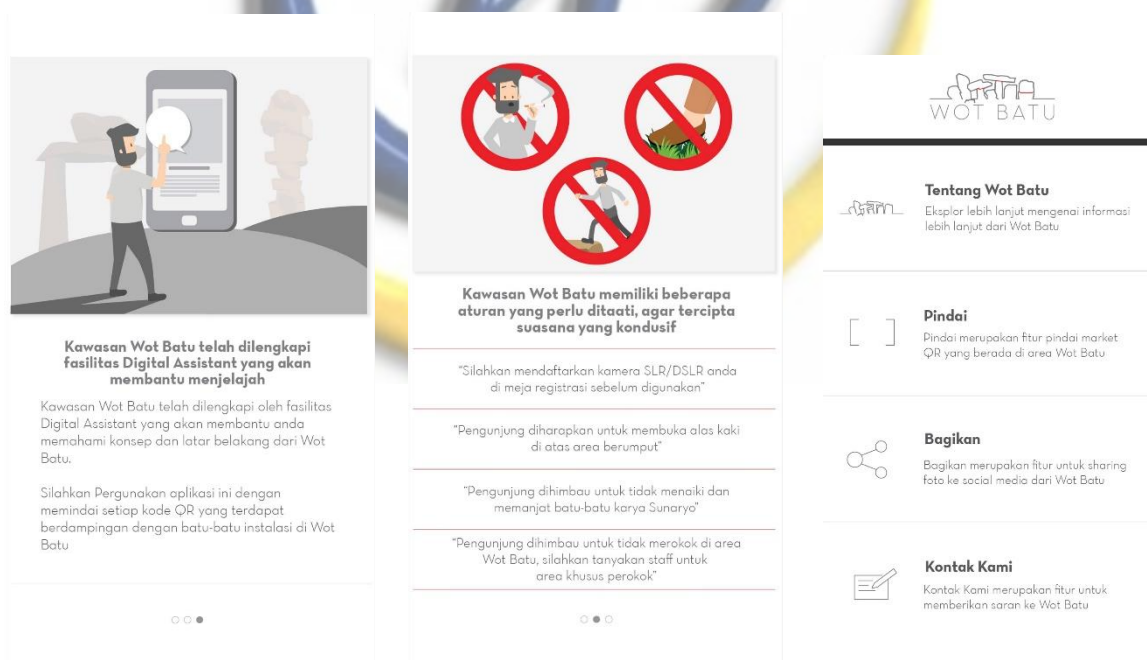 Kawasan Wot Batu telah dilengkapi
fasilitas Digital Assistant yang akan
membantu menjelajah
Kawasan Wot Batu telah dilengkapi oleh fasilitas
Digital Assistant yang akan membantu anda
memahami konsep dan latar belakang dari Wot
Batu.
Silahkan Pergunakan aplikasi ini dengan
memindai setiap kode QR yang terdapat
berdampingan dengan batu-batu instalasi di Wot
Batu
Kawasan Wot Batu memiliki beberapa
aturan yang perlu ditaati, agar tercipta
suasana yang kondusif
"Silahkan mendaftarkan kamera SLR/DSLR anda
di meja registrasi sebelum digunakan"
"Pengunjung diharapkan untuk membuka alas kaki
di atas area berumput"
"Pengunjung dihimbau untuk tidak menaiki dan
memanjat batu-batu karya Sunaryo"
"Pengunjung dihimbau untuk tidak merokok di area
Wot Batu, silahkan tanyakan staff untuk
area khusus perokok"
WOT BATU
Tentang Wot Batu
Eksplor lebih lanjut mengenai informasi
lebih lanjut dari Wot Batu
Pindai
Pindai merupakan fitur pindai market
QR yang berada di area Wot Batu
Bagikan
Bagikan merupakan fitur untuk sharing
foto ke social media dari Wot Batu
Kontak Kami
Kontak Kami merupakan fitur untuk
memberikan saran ke Wot Batu